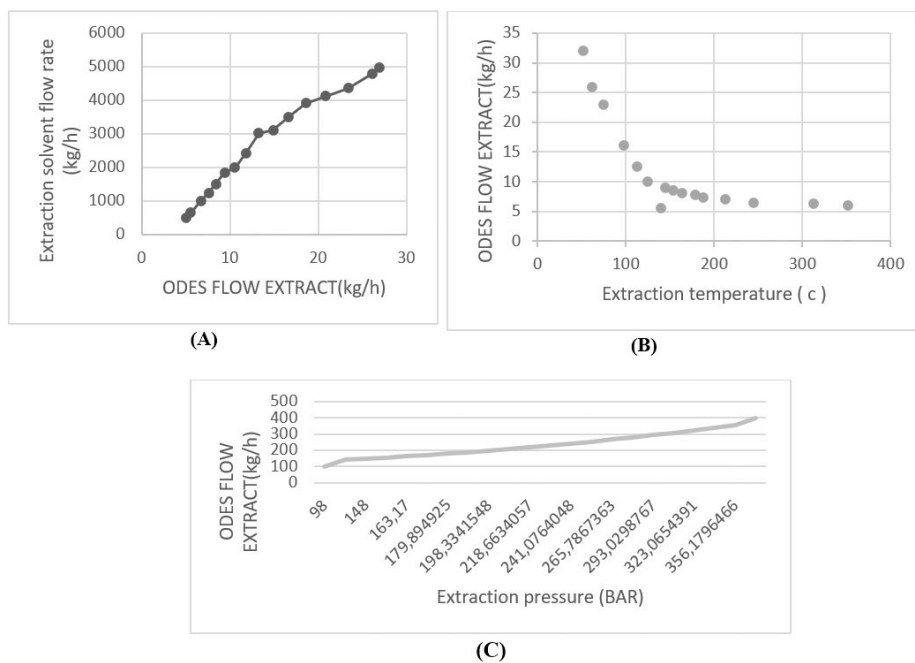 6000
5000
4000
3000
2000
1000
0
Extraction solvent flow rate
(kg/h)
0 10 20 30
ODES FLOW EXTRACT(kg/h)
(A)
35
30
25
20
15
10
5
0
ODES FLOW EXTRACT(kg/h)
0 100 200 300 400
Extraction temperature ( c )
(B)
500
400
300
200
100
0
ODES FLOW
EXTRACT(kg/h)
98
148
163,17
179,894925
198,3341548
218,6634057
241,0764048
265,7867363
293,0298767
323,0654391
356,1796466
Extraction pressure (BAR)
(C)